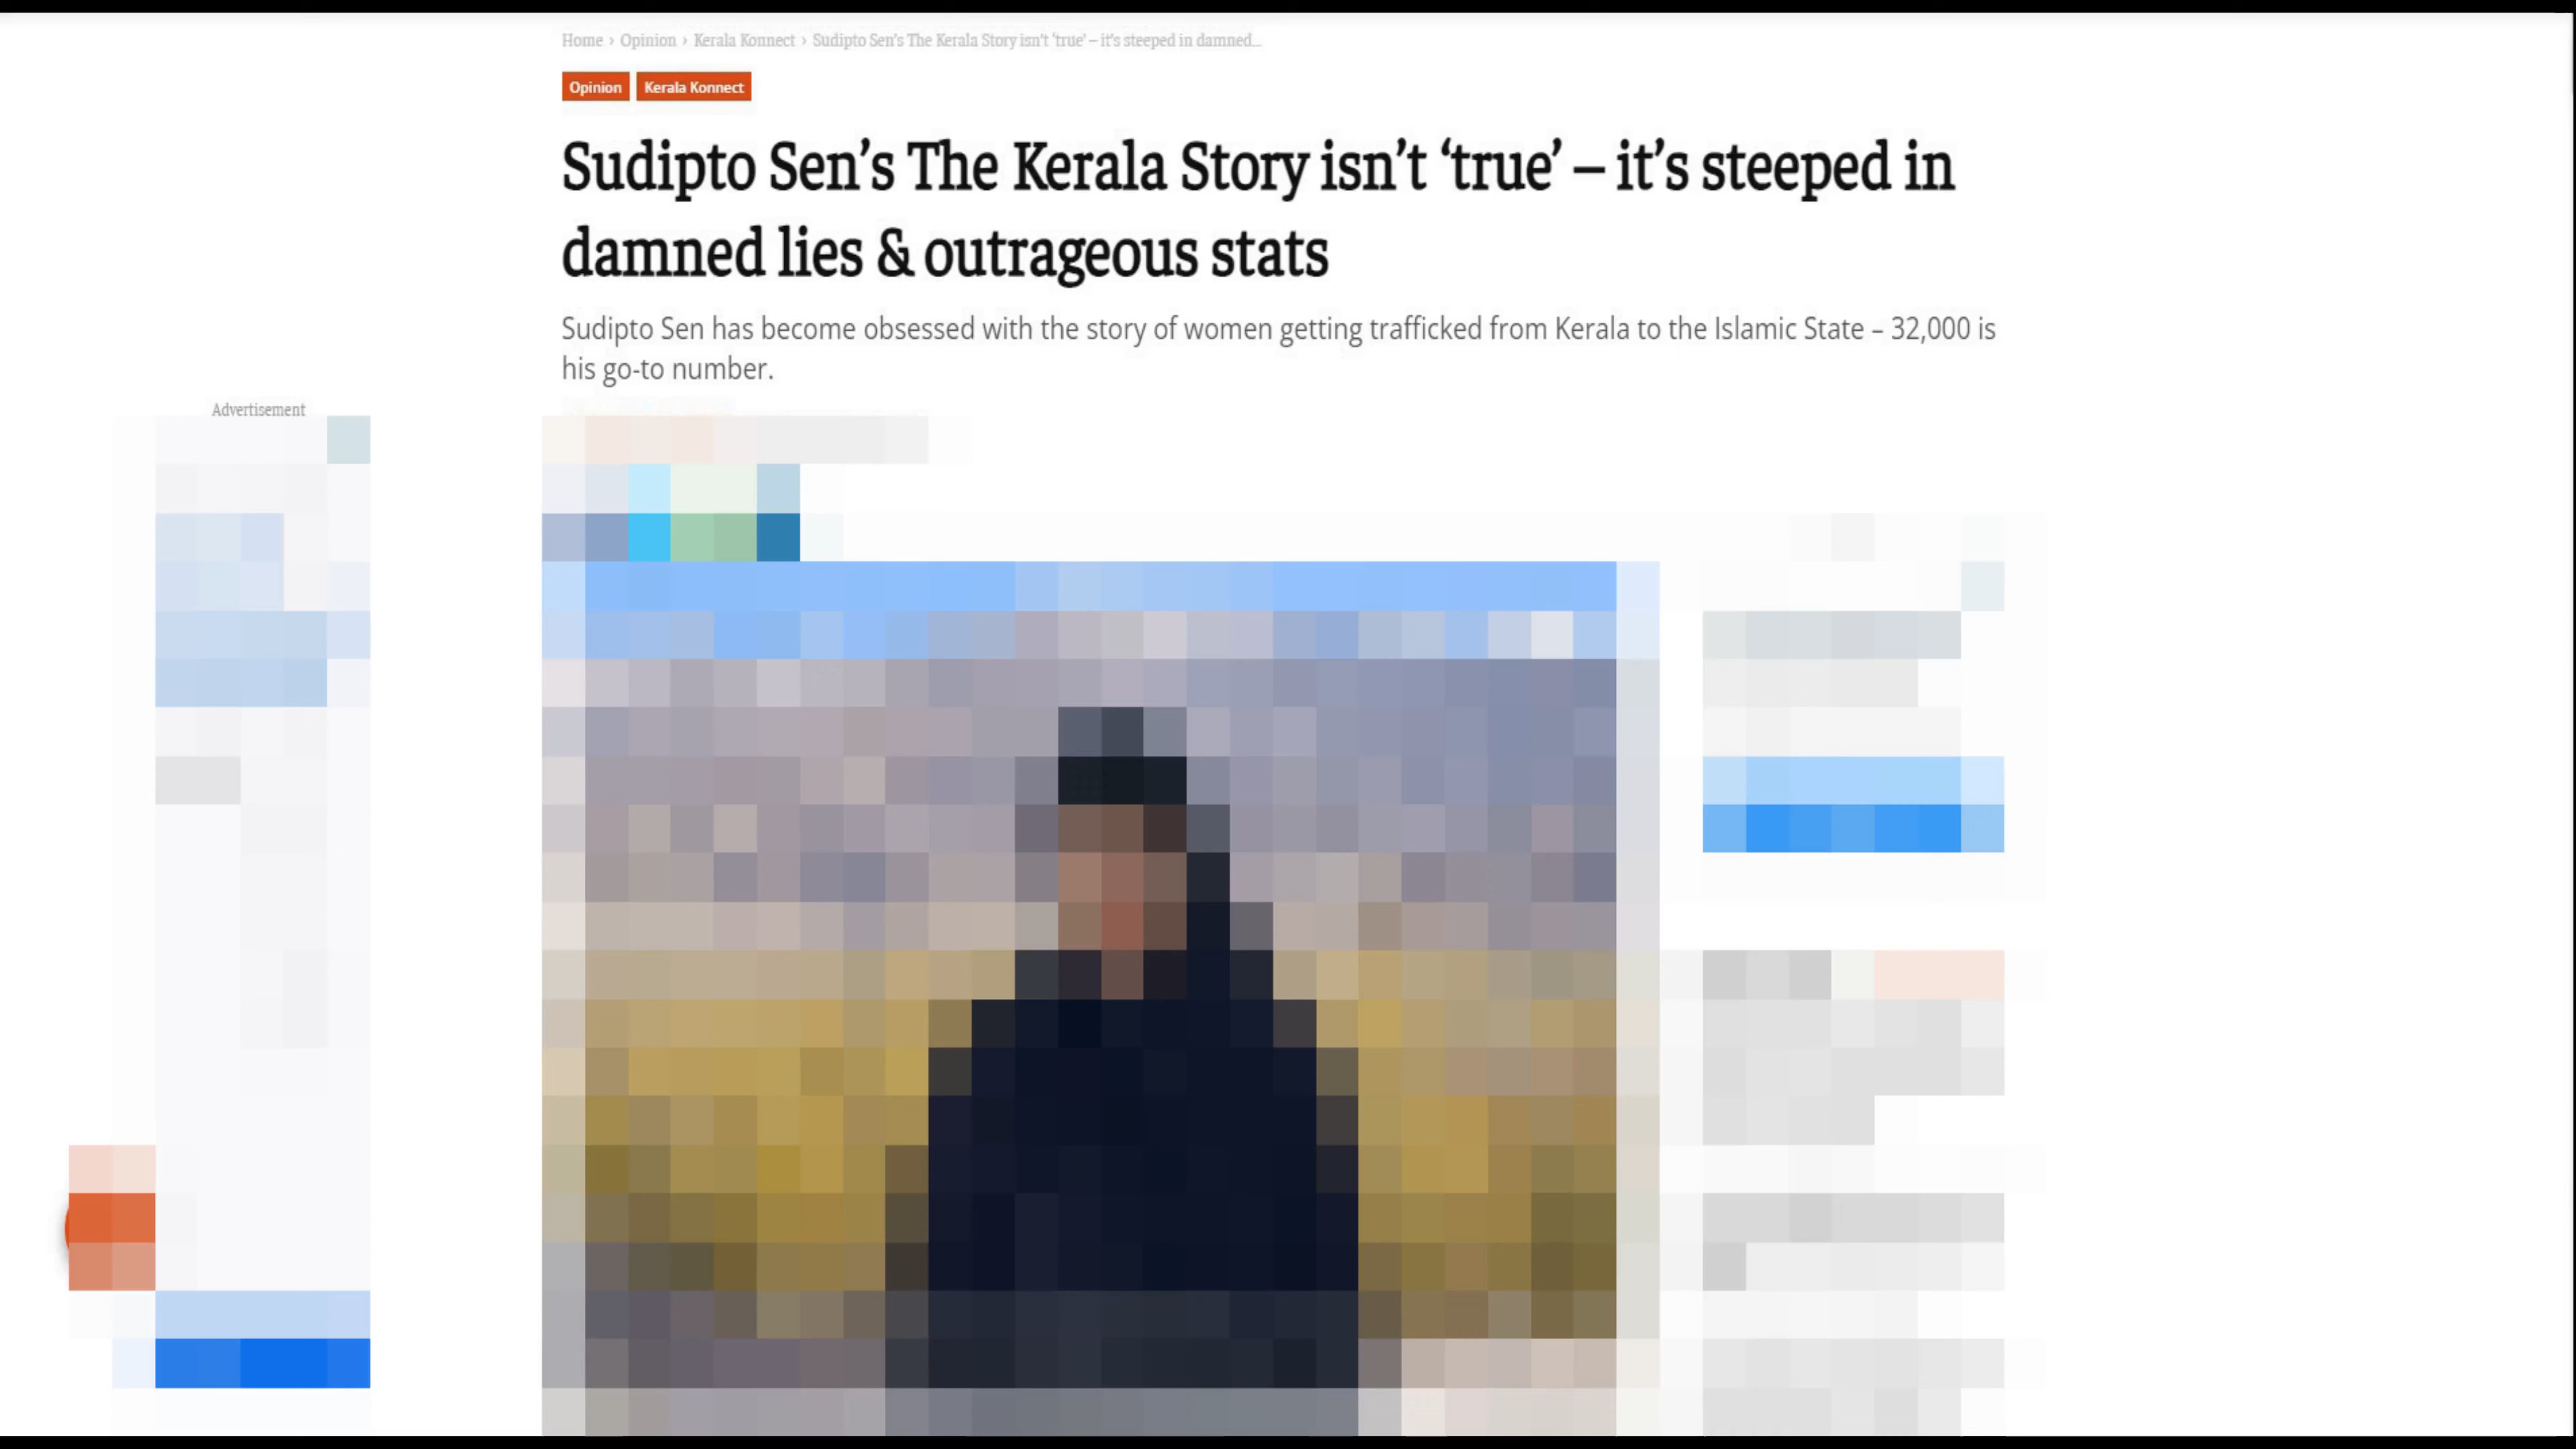 Home › Opinion › Kerala Konnect › Sudipto Sen's The Kerala Story isn't 'true' – it's steeped in damned...
Opinion Kerala Konnect
Sudipto Sen’s The Kerala Story isn’t ‘true’ – it’s steeped in
damned lies & outrageous stats
Sudipto Sen has become obsessed with the story of women getting trafficked from Kerala to the Islamic State – 32,000 is
his go-to number.
Advertisement